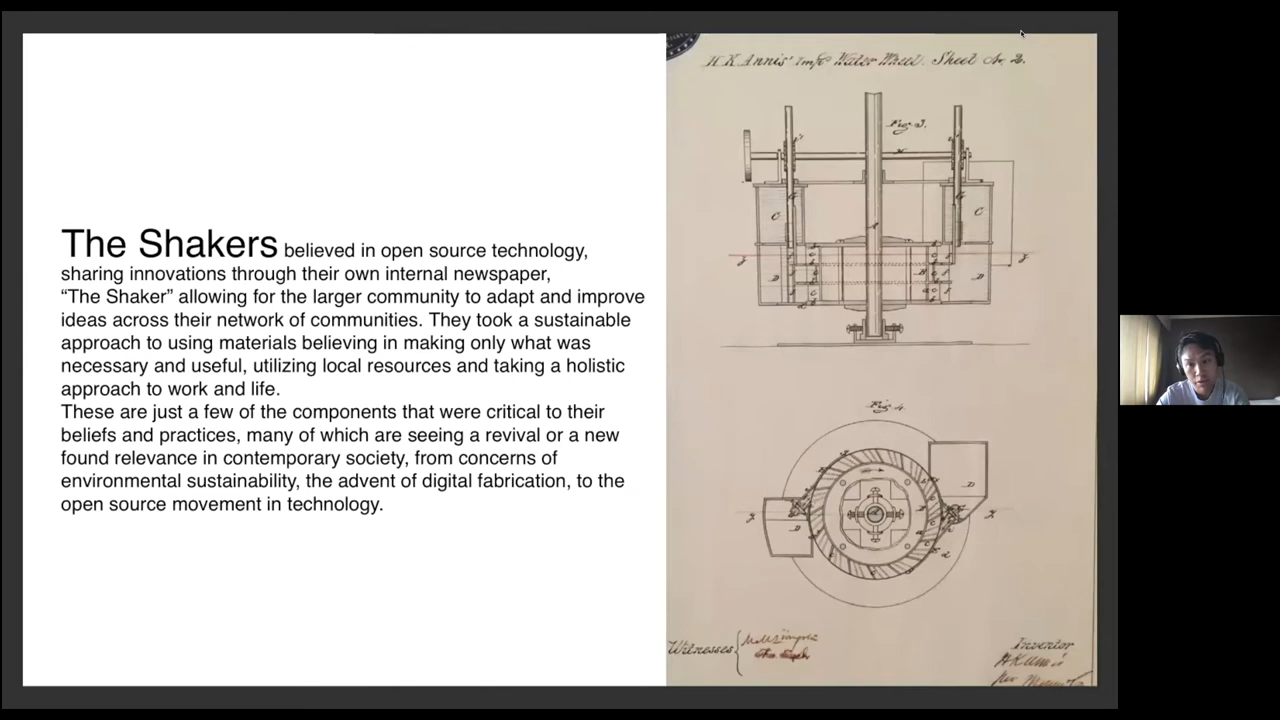 The Shakers believed in open source technology,
sharing innovations through their own internal newspaper,
“The Shaker” allowing for the larger community to adapt and improve
ideas across their network of communities. They took a sustainable
approach to using materials believing in making only what was
necessary and useful, utilizing local resources and taking a holistic
approach to work and life.
These are just a few of the components that were critical to their
beliefs and practices, many of which are seeing a revival or a new
found relevance in contemporary society, from concerns of
environmental sustainability, the advent of digital fabrication, to the
open source movement in technology.
H. K. Annis' Imp'd Water Wheel. Sheet No. 2.
Fig. 3.
C
C
D
D
Fig. 4.
D
D
Witnesses
Inventor